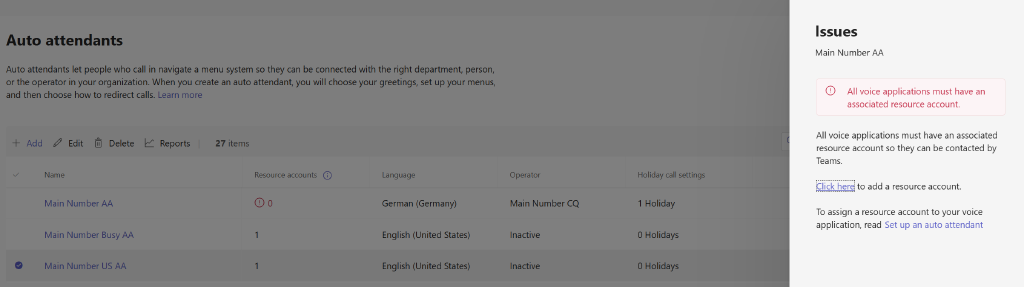 Auto attendants
Auto attendants let people who call in navigate a menu system so they can be connected with the right department, person,
or the operator in your organization. When you create an auto attendant, you will choose your greetings, set up your menus,
and then choose how to redirect calls. Learn more
Add Edit Delete Reports 27 items
Name Resource accounts Language Operator Holiday call settings
Main Number AA 0 German (Germany) Main Number CQ 1 Holiday
Main Number Busy AA 1 English (United States) Inactive 0 Holidays
Main Number US AA 1 English (United States) Inactive 0 Holidays
Issues
Main Number AA
All voice applications must have an
associated resource account.
All voice applications must have an associated
resource account so they can be contacted by
Teams.
Click here to add a resource account.
To assign a resource account to your voice
application, read Set up an auto attendant